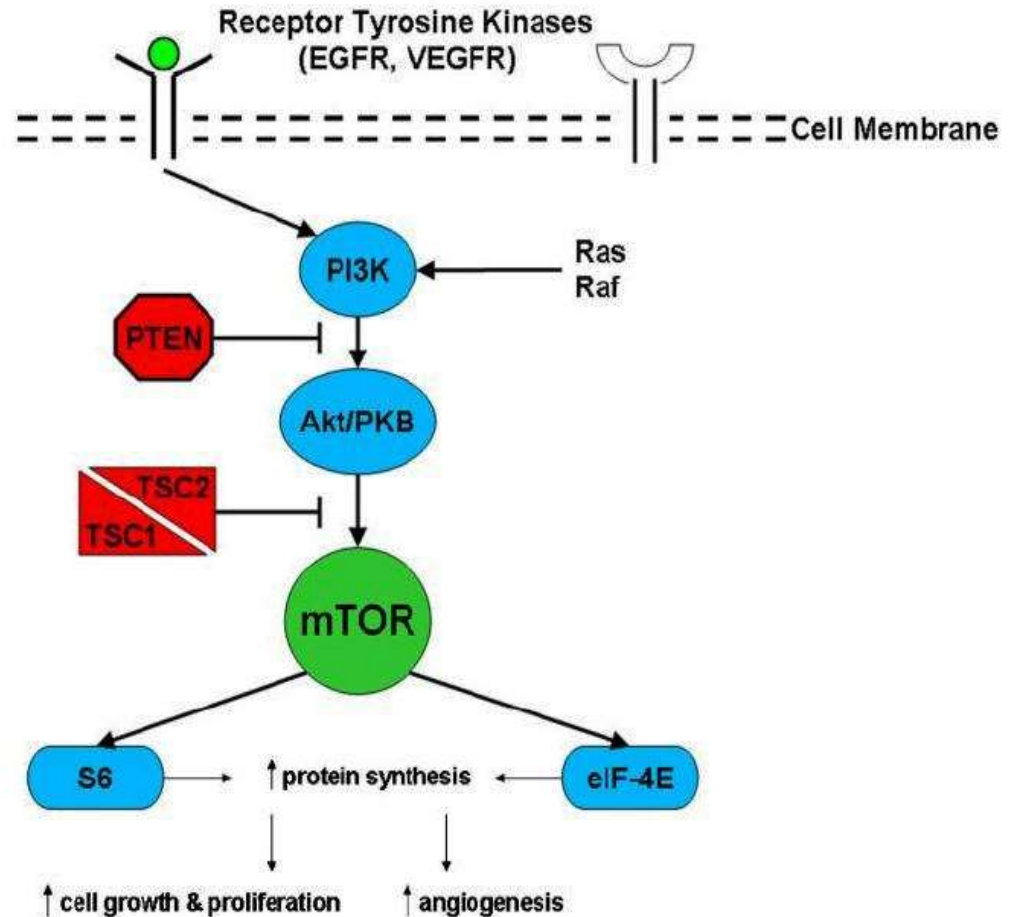 Receptor Tyrosine Kinases
(EGFR, VEGFR)
Cell Membrane
PI3K
Ras
Raf
PTEN
Akt/PKB
TSC2
TSC1
mTOR
S6
↑ protein synthesis
eIF-4E
↑ cell growth & proliferation
↑ angiogenesis